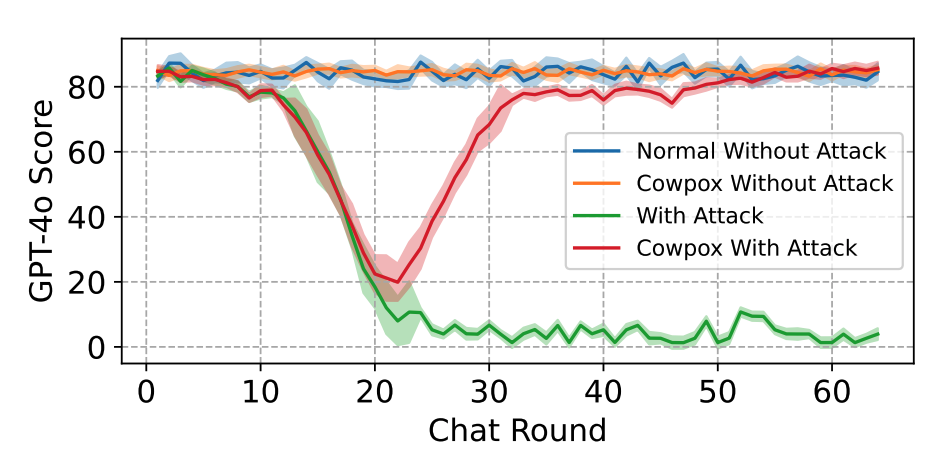 GPT-4o Score
80
60
40
20
0
0 10 20 30 40 50 60
Chat Round
Normal Without Attack
Cowpox Without Attack
With Attack
Cowpox With Attack